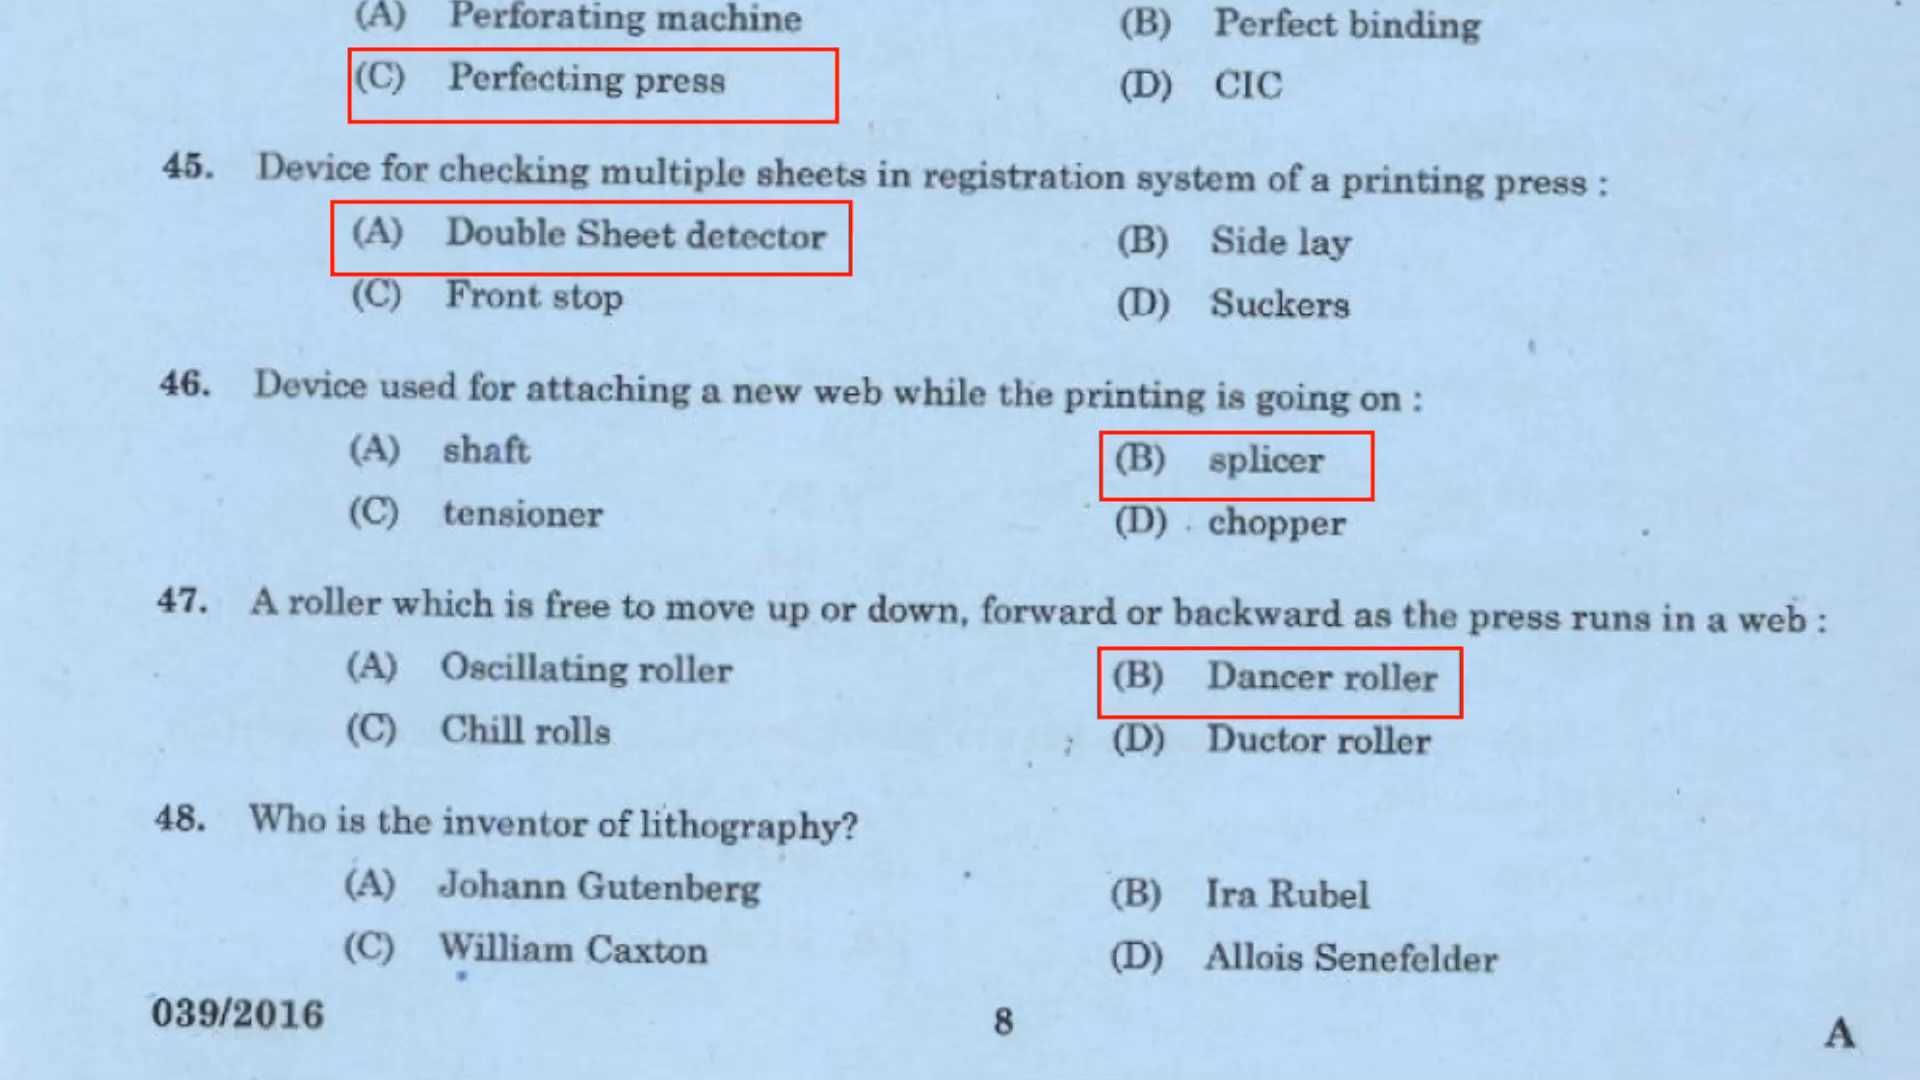 (A) Perforating machine (B) Perfect binding
(C) Perfecting press (D) CIC
45. Device for checking multiple sheets in registration system of a printing press :
(A) Double Sheet detector (B) Side lay
(C) Front stop (D) Suckers
46. Device used for attaching a new web while the printing is going on :
(A) shaft (B) splicer
(C) tensioner (D) chopper
47. A roller which is free to move up or down, forward or backward as the press runs in a web :
(A) Oscillating roller (B) Dancer roller
(C) Chill rolls (D) Ductor roller
48. Who is the inventor of lithography?
(A) Johann Gutenberg (B) Ira Rubel
(C) William Caxton (D) Allois Senefelder
039/2016 8 A